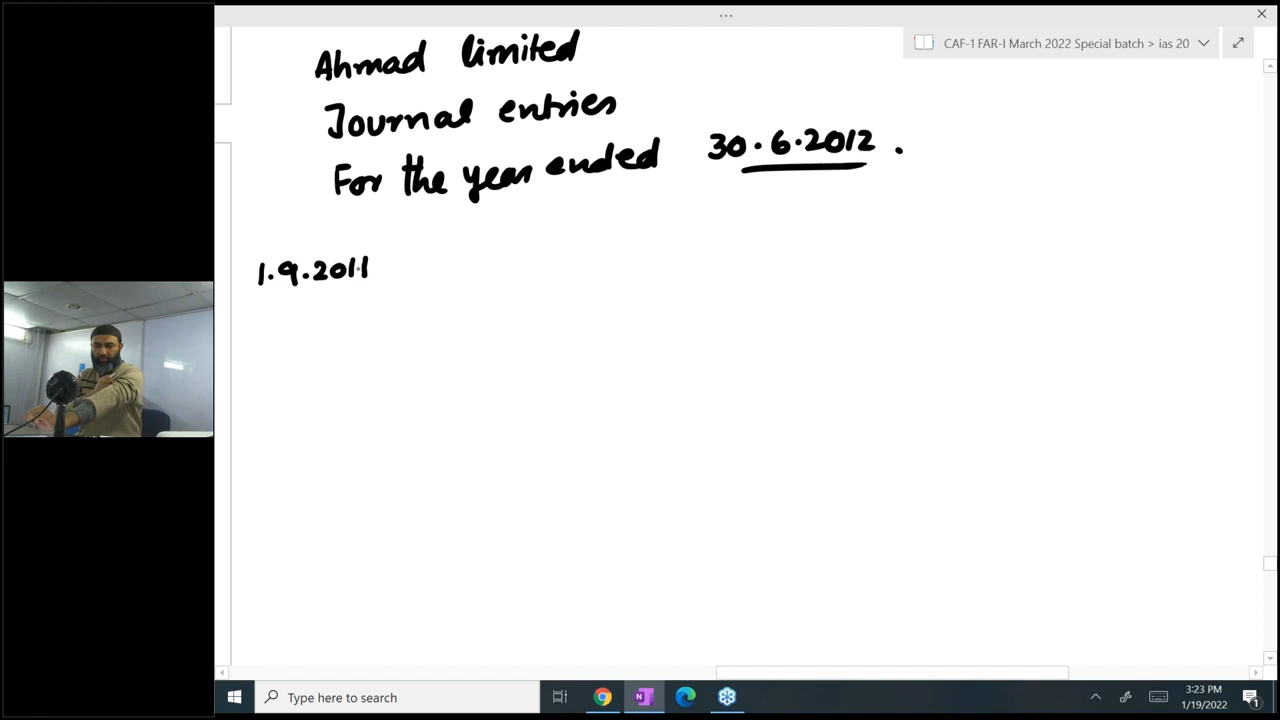 CAF-1 FAR-I March 2022 Special batch > ias 20
Ahmad limited
Journal entries
For the year ended 30.6.2012.
1.9.2011
Type here to search
3:23 PM
1/19/2022
1